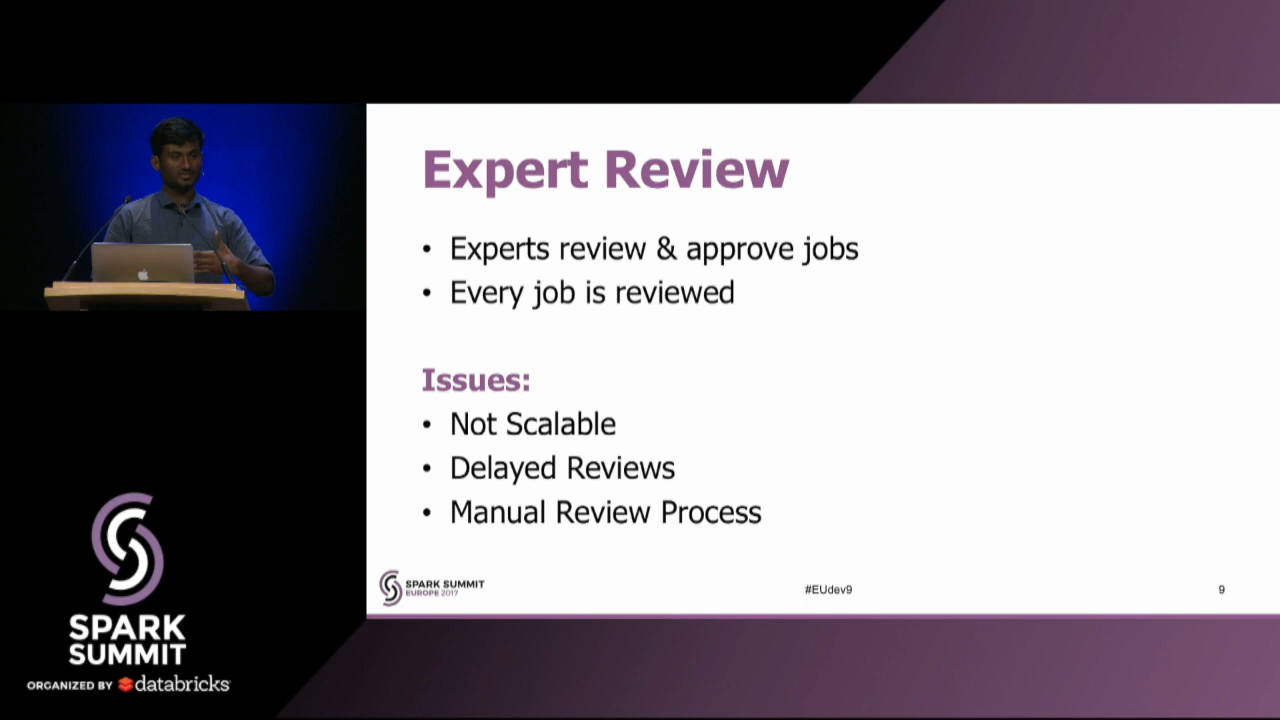 Expert Review
• Experts review & approve jobs
• Every job is reviewed
Issues:
• Not Scalable
• Delayed Reviews
• Manual Review Process
SPARK SUMMIT
EUROPE 2017
#EUdev9
9
SPARK
SUMMIT
ORGANIZED BY databricks